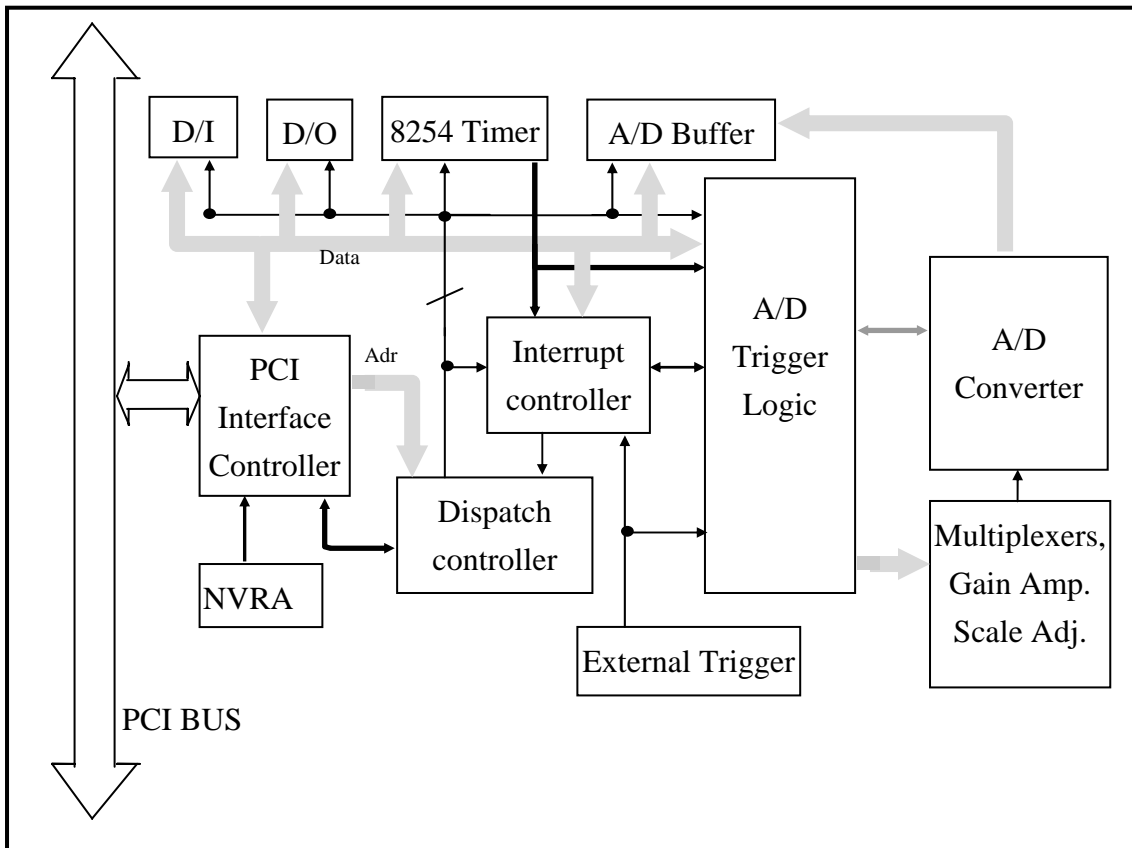 D/I
D/O
8254 Timer
A/D Buffer
Data
A/D
Trigger
Logic
A/D
Converter
Interrupt
controller
PCI
Interface
Controller
Adr
Dispatch
controller
Multiplexers,
Gain Amp.
Scale Adj.
NVRA
External Trigger
PCI BUS